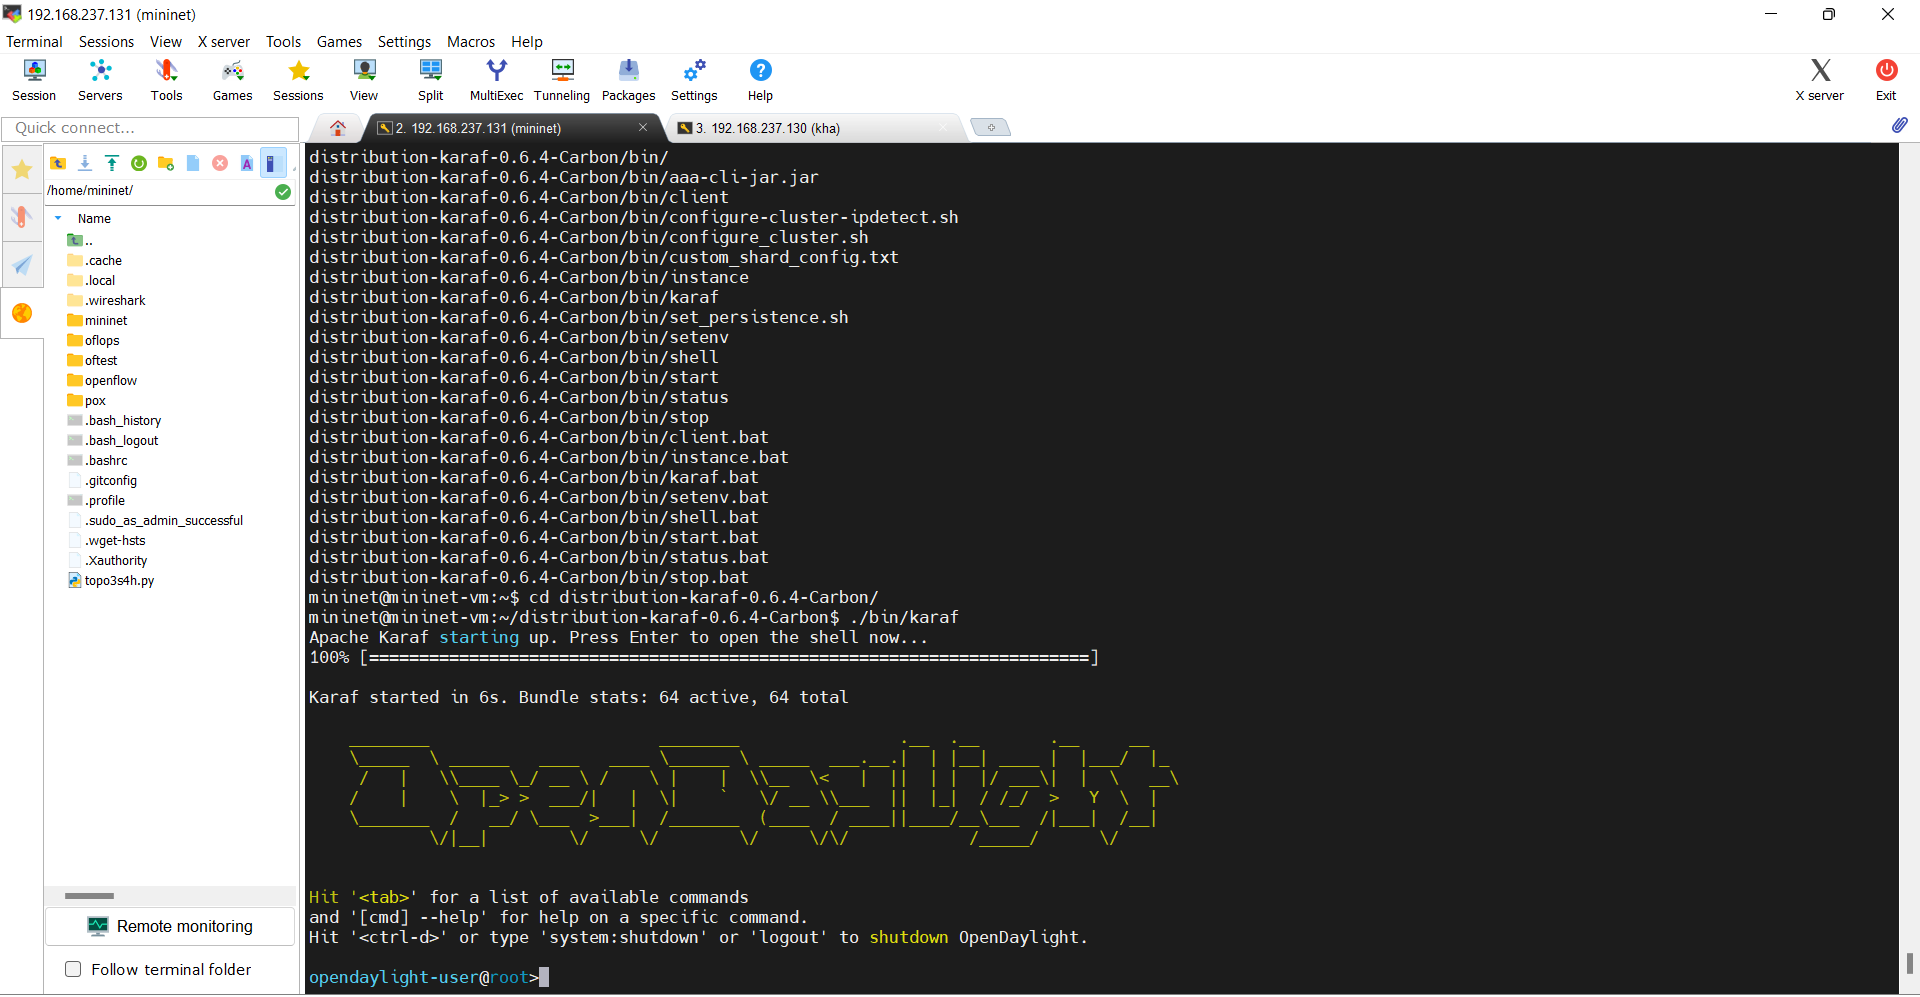 192.168.237.131 (mininet)
Terminal Sessions View X server Tools Games Settings Macros Help
Session Servers Tools Games Sessions View Split MultiExec Tunneling Packages Settings Help X server Exit
Quick connect...
2. 192.168.237.131 (mininet)
3. 192.168.237.130 (kha)
/home/mininet/
Name
..
.cache
.local
.wireshark
mininet
oflops
oftest
openflow
pox
.bash_history
.bash_logout
.bashrc
.gitconfig
.profile
.sudo_as_admin_successful
.wget-hsts
.Xauthority
topo3s4h.py
Remote monitoring
Follow terminal folder
distribution-karaf-0.6.4-Carbon/bin/
distribution-karaf-0.6.4-Carbon/bin/aaa-cli-jar.jar
distribution-karaf-0.6.4-Carbon/bin/client
distribution-karaf-0.6.4-Carbon/bin/configure-cluster-ipdetect.sh
distribution-karaf-0.6.4-Carbon/bin/configure_cluster.sh
distribution-karaf-0.6.4-Carbon/bin/custom_shard_config.txt
distribution-karaf-0.6.4-Carbon/bin/instance
distribution-karaf-0.6.4-Carbon/bin/karaf
distribution-karaf-0.6.4-Carbon/bin/set_persistence.sh
distribution-karaf-0.6.4-Carbon/bin/setenv
distribution-karaf-0.6.4-Carbon/bin/shell
distribution-karaf-0.6.4-Carbon/bin/start
distribution-karaf-0.6.4-Carbon/bin/status
distribution-karaf-0.6.4-Carbon/bin/stop
distribution-karaf-0.6.4-Carbon/bin/client.bat
distribution-karaf-0.6.4-Carbon/bin/instance.bat
distribution-karaf-0.6.4-Carbon/bin/karaf.bat
distribution-karaf-0.6.4-Carbon/bin/setenv.bat
distribution-karaf-0.6.4-Carbon/bin/shell.bat
distribution-karaf-0.6.4-Carbon/bin/start.bat
distribution-karaf-0.6.4-Carbon/bin/status.bat
distribution-karaf-0.6.4-Carbon/bin/stop.bat
mininet@mininet-vm:~$ cd distribution-karaf-0.6.4-Carbon/
mininet@mininet-vm:~/distribution-karaf-0.6.4-Carbon$ ./bin/karaf
Apache Karaf starting up. Press Enter to open the shell now...
100% [========================================================================]
Karaf started in 6s. Bundle stats: 64 active, 64 total
OpenDaylight
Hit '<tab>' for a list of available commands
and '[cmd] --help' for help on a specific command.
Hit '<ctrl-d>' or type 'system:shutdown' or 'logout' to shutdown OpenDaylight.
opendaylight-user@root>